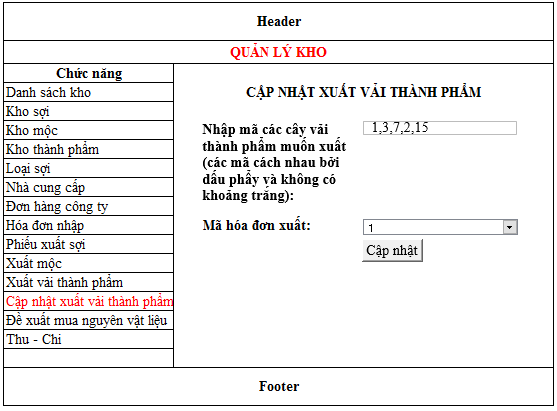 Header
QUẢN LÝ KHO
Chức năng
Danh sách kho
Kho sợi
Kho mộc
Kho thành phẩm
Loại sợi
Nhà cung cấp
Đơn hàng công ty
Hóa đơn nhập
Phiếu xuất sợi
Xuất mộc
Xuất vải thành phẩm
Cập nhật xuất vải thành phẩm
Đề xuất mua nguyên vật liệu
Thu - Chi
CẬP NHẬT XUẤT VẢI THÀNH PHẨM
Nhập mã các cây vải
thành phẩm muốn xuất
(các mã cách nhau bởi
dấu phẩy và không có
khoảng trắng):
1,3,7,2,15
Mã hóa đơn xuất:
1
Cập nhật
Footer